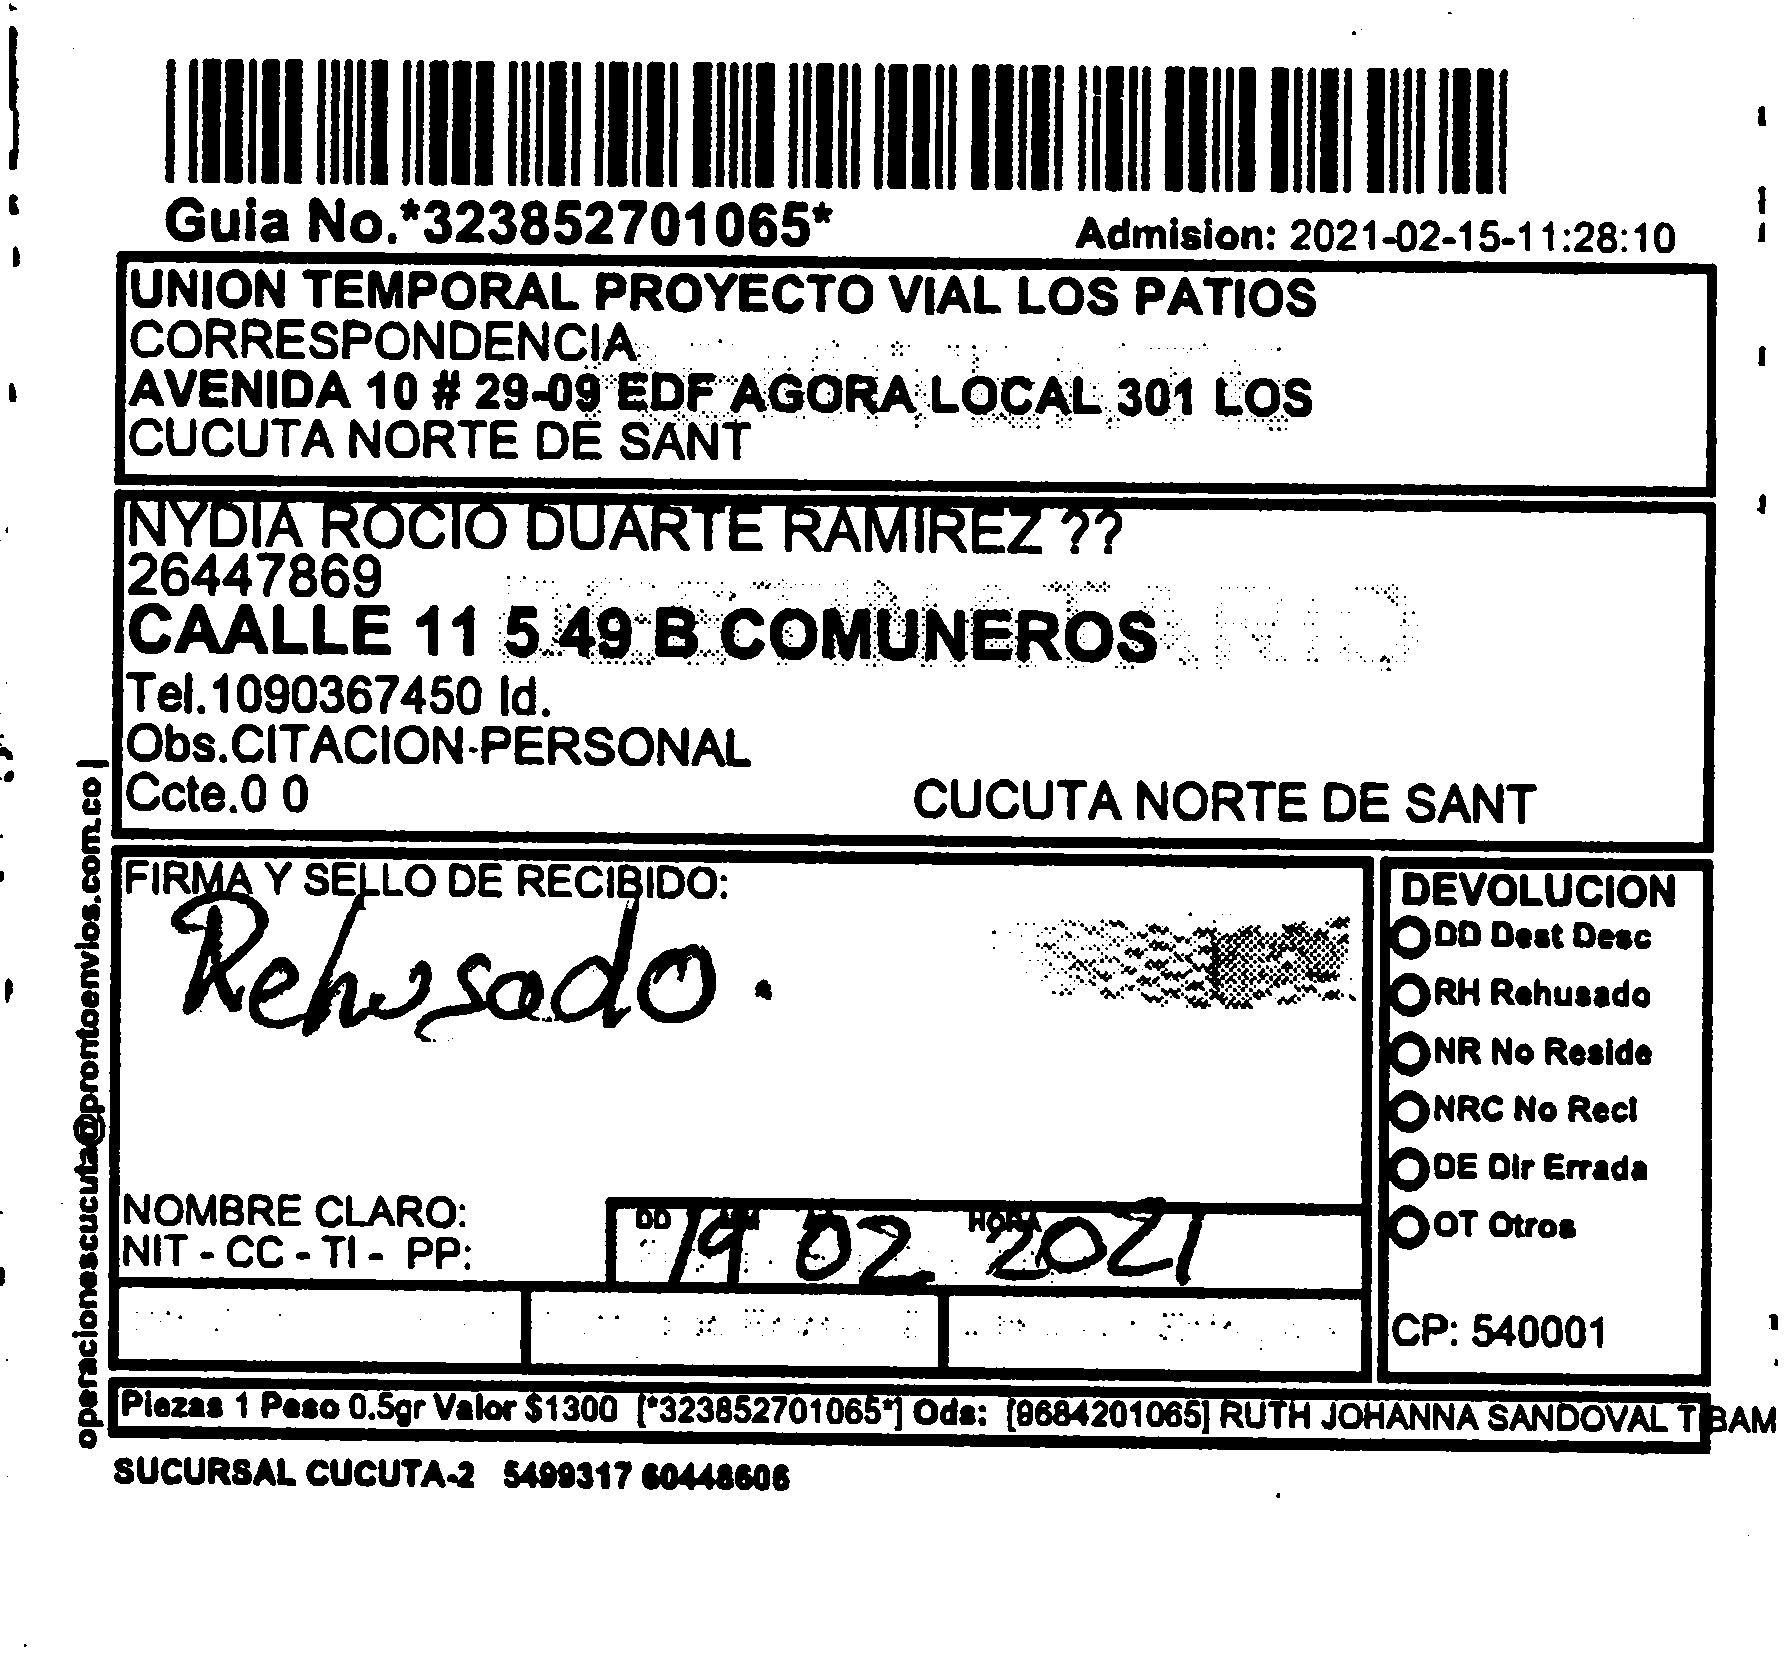 Guia No.*323852701065*
Admision: 2021-02-15-11:28:10
UNION TEMPORAL PROYECTO VIAL LOS PATIOS
CORRESPONDENCIA
AVENIDA 10 # 29-09 EDF AGORA LOCAL 301 LOS
CUCUTA NORTE DE SANT
NYDIA ROCIO DUARTE RAMIREZ ??
26447869
CAALLE 11 5 49 B COMUNEROS
Tel.1090367450 Id.
Obs.CITACION-PERSONAL
Ccte.0 0
CUCUTA NORTE DE SANT
FIRMA Y SELLO DE RECIBIDO:
Rehusado.
NOMBRE CLARO:
NIT - CC - TI - PP:
DD HORA
19 02 2021
DEVOLUCION
DD Dest Desc
RH Rehusado
NR No Reside
NRC No Reci
DE Dir Errada
OT Otros
CP: 540001
Piezas 1 Peso 0.5gr Valor $1300 [*323852701065*] Ods: [9684201065] RUTH JOHANNA SANDOVAL TIBAM
SUCURSAL CUCUTA-2 5499317 60448606
operacionescucuta@prontoenvios.com.co |